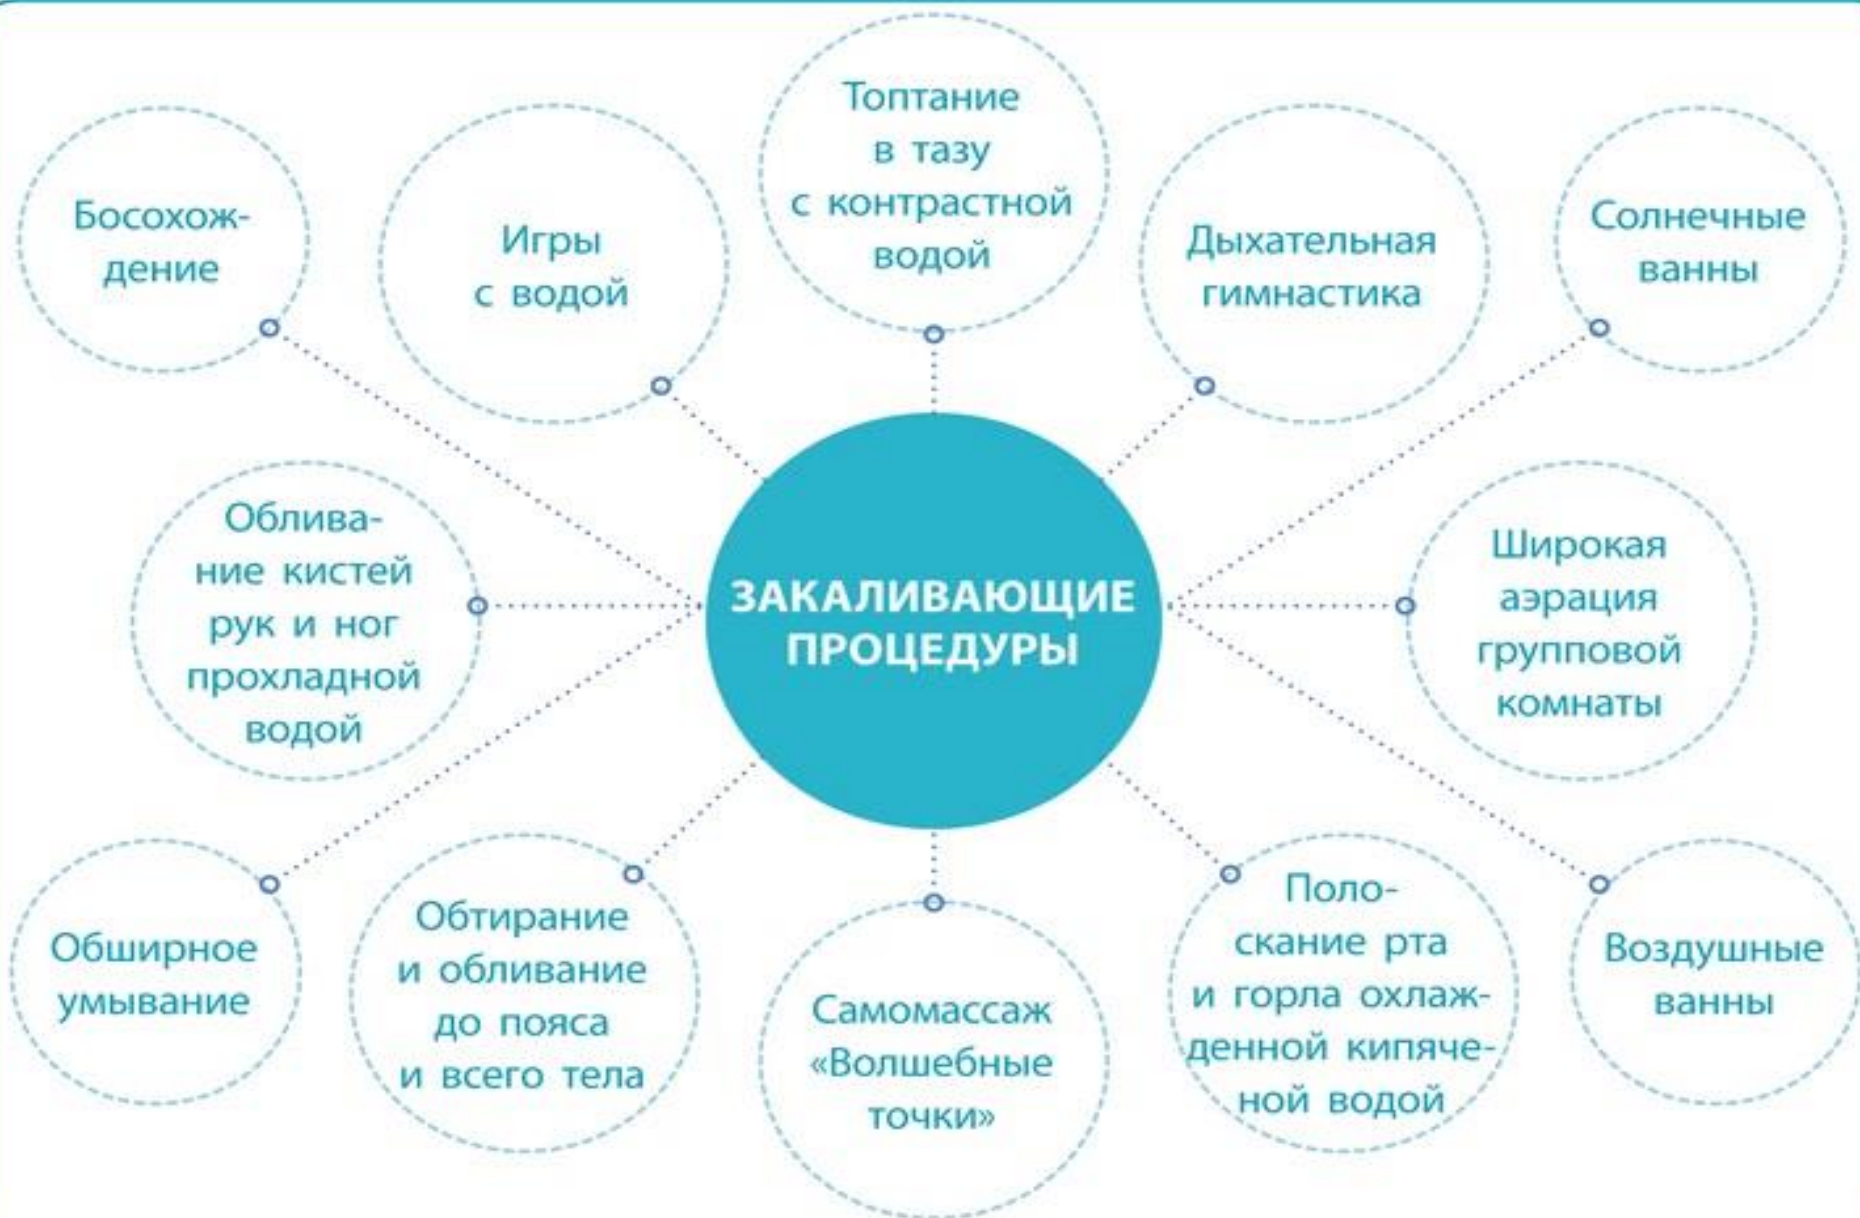 Топтание
в тазу
с контрастной
водой
Босохож-
дение
Игры
с водой
Дыхательная
гимнастика
Солнечные
ванны
Облива-
ние кистей
рук и ног
прохладной
водой
ЗАКАЛИВАЮЩИЕ
ПРОЦЕДУРЫ
Широкая
аэрация
групповой
комнаты
Обширное
умывание
Обтирание
и обливание
до пояса
и всего тела
Самомассаж
«Волшебные
точки»
Поло-
скание рта
и горла охлаж-
денной кипяче-
ной водой
Воздушные
ванны